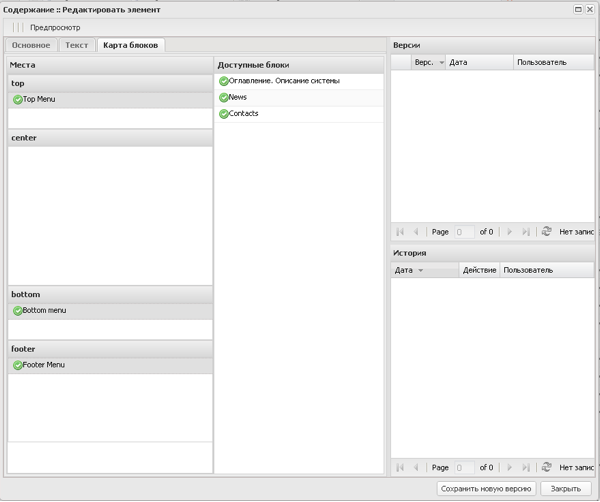 Содержание :: Редактировать элемент
Предпросмотр
Основное Текст Карта блоков
Места
top
Top Menu
center
bottom
Bottom menu
footer
Footer Menu
Доступные блоки
Оглавление. Описание системы
News
Contacts
Версии
Верс. Дата Пользователь
Page 0 of 0 Нет запис
История
Дата Действие Пользователь
Page 0 of 0 Нет запис
Сохранить новую версию Закрыть